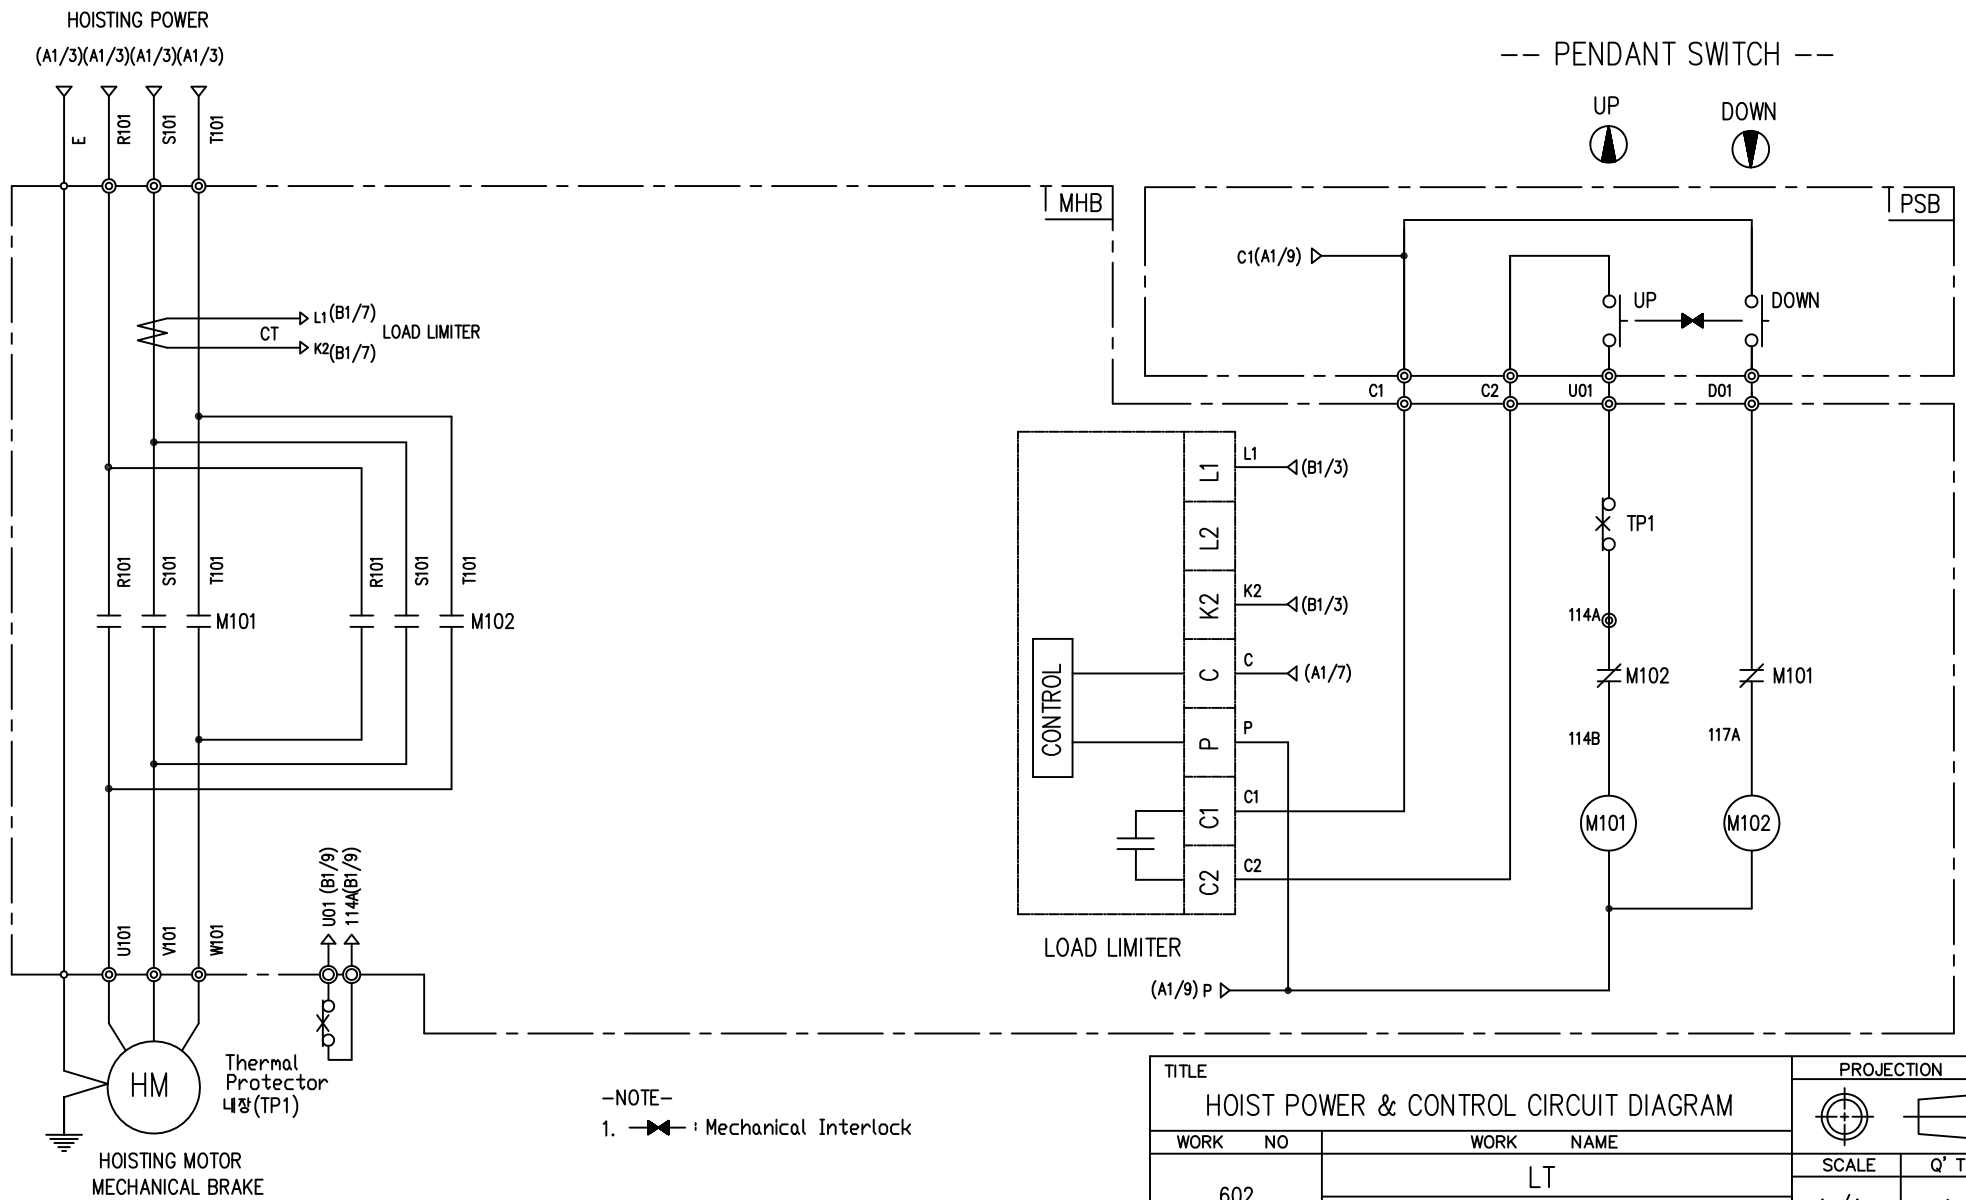 HOISTING POWER
(A1/3)(A1/3)(A1/3)(A1/3)
E
R101
S101
T101
-- PENDANT SWITCH --
UP
DOWN
MHB
PSB
C1(A1/9)
UP
DOWN
L1(B1/7)
CT
LOAD LIMITER
K2(B1/7)
C1
C2
U01
D01
R101
S101
T101
M101
R101
S101
T101
M102
L1
L2
K2
C
P
C1
C2
CONTROL
L1
(B1/3)
K2
(B1/3)
C
(A1/7)
P
C1
C2
LOAD LIMITER
(A1/9) P
TP1
114A
M102
M101
114B
117A
M101
M102
U101
V101
W101
U01 (B1/9)
114A(B1/9)
HM
Thermal
Protector
내장(TP1)
HOISTING MOTOR
MECHANICAL BRAKE
-NOTE-
1. : Mechanical Interlock
TITLE
HOIST POWER & CONTROL CIRCUIT DIAGRAM
PROJECTION
WORK NO
WORK NAME
602
LT
SCALE
Q' T